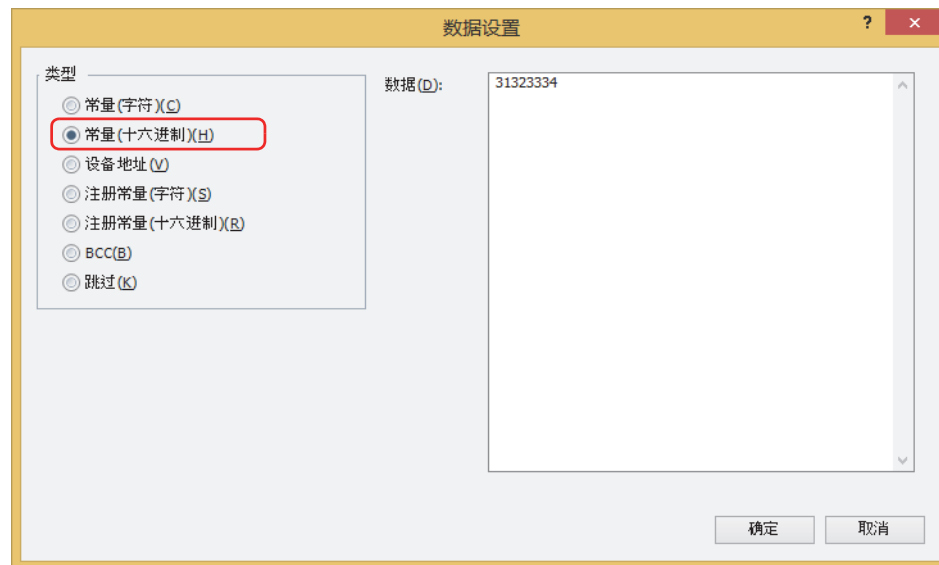 数据设置
?
×
类型
常量(字符)(C)
常量(十六进制)(H)
设备地址(V)
注册常量(字符)(S)
注册常量(十六进制)(R)
BCC(B)
跳过(K)
数据(D):
31323334
确定
取消